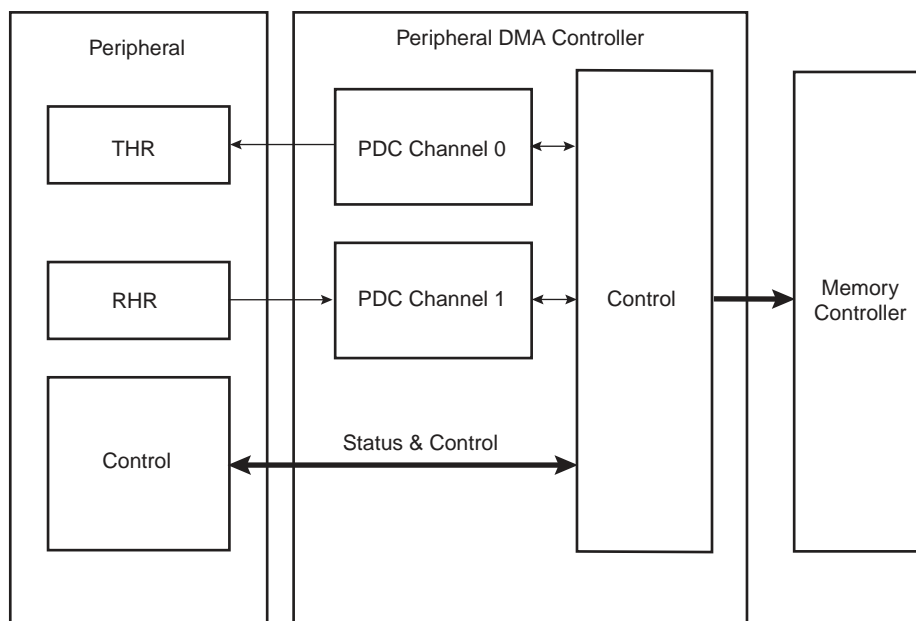 Peripheral
Peripheral DMA Controller
THR
PDC Channel 0
RHR
PDC Channel 1
Control
Memory
Controller
Control
Status & Control